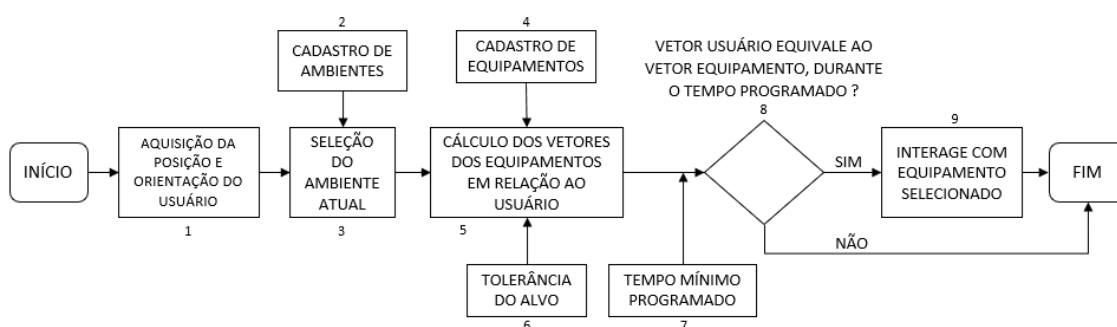 2
CADASTRO DE
AMBIENTES
4
CADASTRO DE
EQUIPAMENTOS
VETOR USUÁRIO EQUIVALE AO
VETOR EQUIPAMENTO, DURANTE
O TEMPO PROGRAMADO ?
8
INÍCIO
AQUISIÇÃO DA
POSIÇÃO E
ORIENTAÇÃO DO
USUÁRIO
1
SELEÇÃO
DO
AMBIENTE
ATUAL
3
CÁLCULO DOS VETORES
DOS EQUIPAMENTOS
EM RELAÇÃO AO
USUÁRIO
5
SIM
9
INTERAGE COM
EQUIPAMENTO
SELECIONADO
FIM
NÃO
TOLERÂNCIA
DO ALVO
6
TEMPO MÍNIMO
PROGRAMADO
7